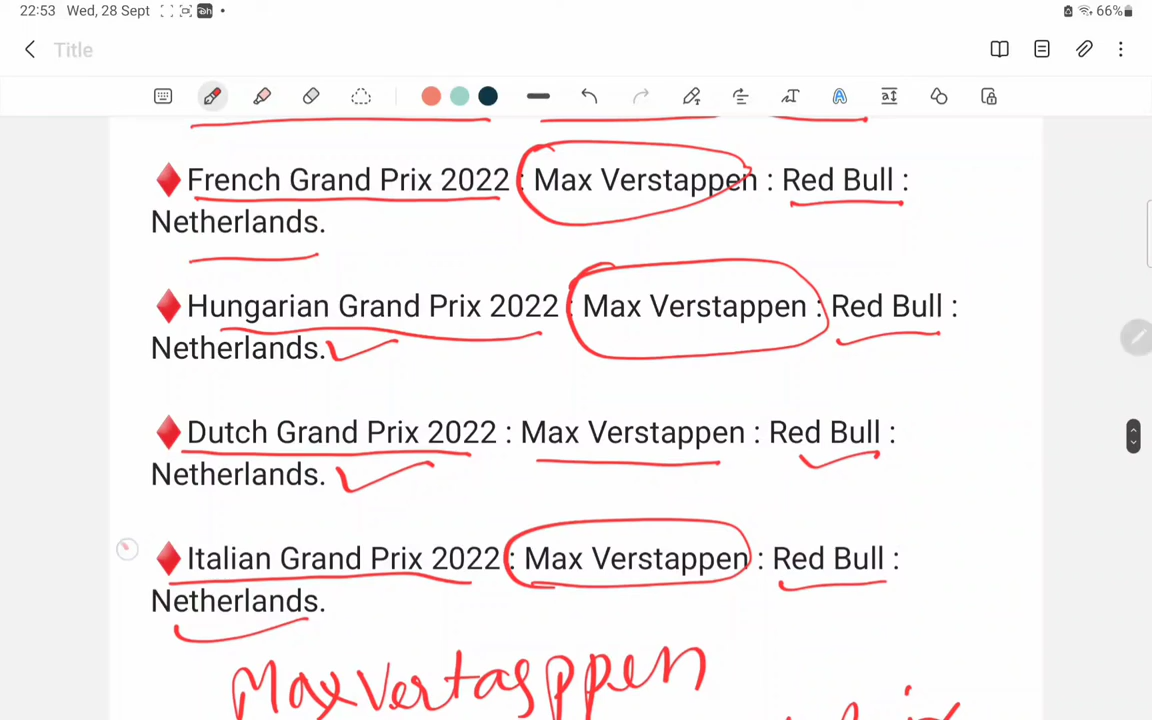 22:53 Wed, 28 Sept
66%
Title
♦French Grand Prix 2022 : Max Verstappen : Red Bull :
Netherlands.
♦Hungarian Grand Prix 2022 : Max Verstappen : Red Bull :
Netherlands.
♦Dutch Grand Prix 2022 : Max Verstappen : Red Bull :
Netherlands.
♦Italian Grand Prix 2022 : Max Verstappen : Red Bull :
Netherlands.
Max Vertasppen